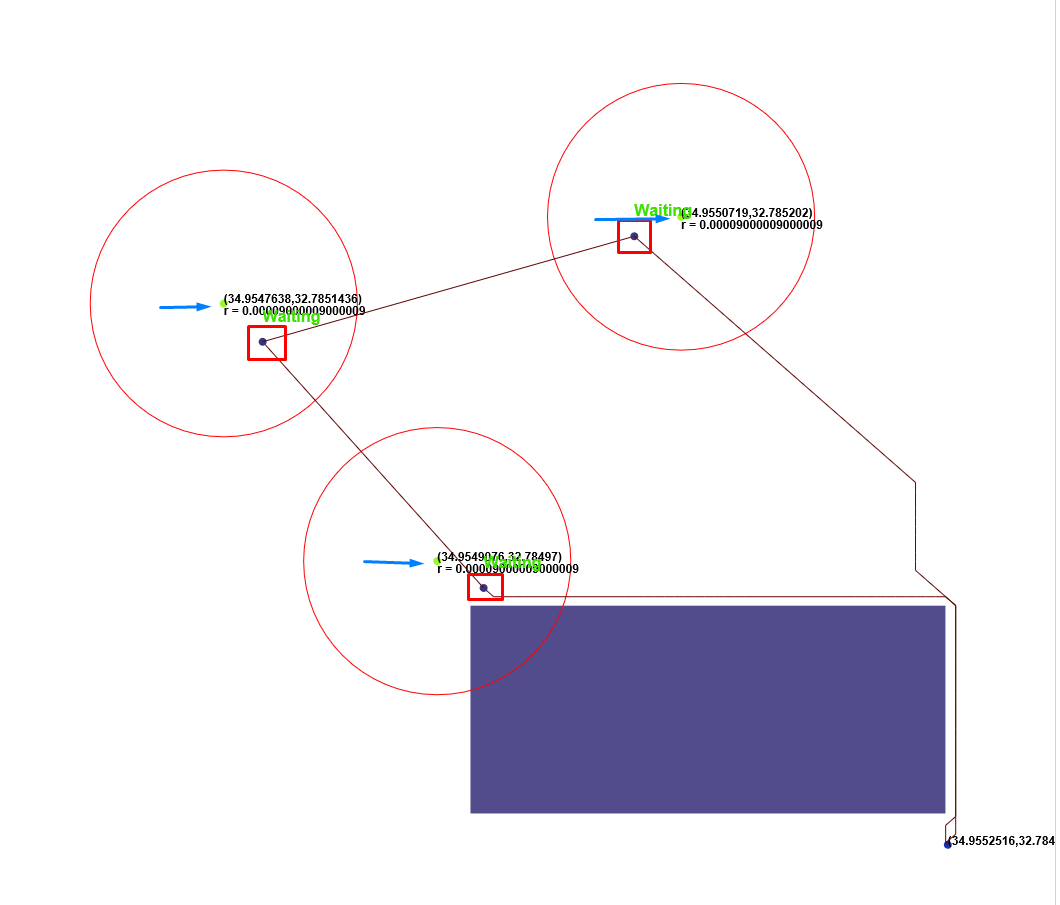 Waiting
(34.9550719,32.785202)
r = 0.00009000009000009
(34.9547638,32.7851436)
r = 0.00009000009000009
Waiting
(34.9549076,32.78497)
Waiting
r = 0.00009000009000009
(34.9552516,32.784